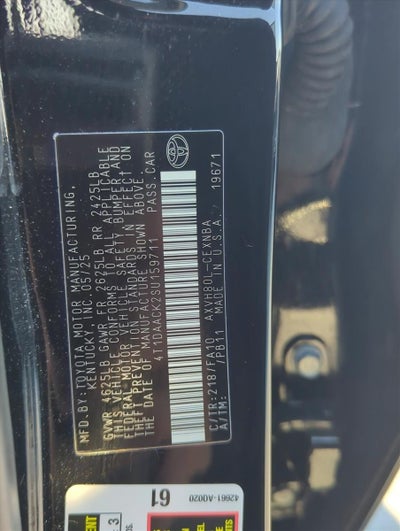 MFD. BY:TOYOTA MOTOR MANUFACTURING,
KENTUCKY, INC. 05/25
GVWR 4625LB GAWR FR 2625LB RR 2425LB
THIS VEHICLE CONFORMS TO ALL APPLICABLE
FEDERAL MOTOR VEHICLE SAFETY, BUMPER, AND
THEFT PREVENTION STANDARDS IN EFFECT ON
THE DATE OF MANUFACTURE SHOWN ABOVE.
4T1DAACK2SU159711 PASS.CAR
C/TR:218/FA10 AXVH80L-CEXNBA
A/TM: /PB11 MADE IN U.S.A.
19671
42661-A0020
61